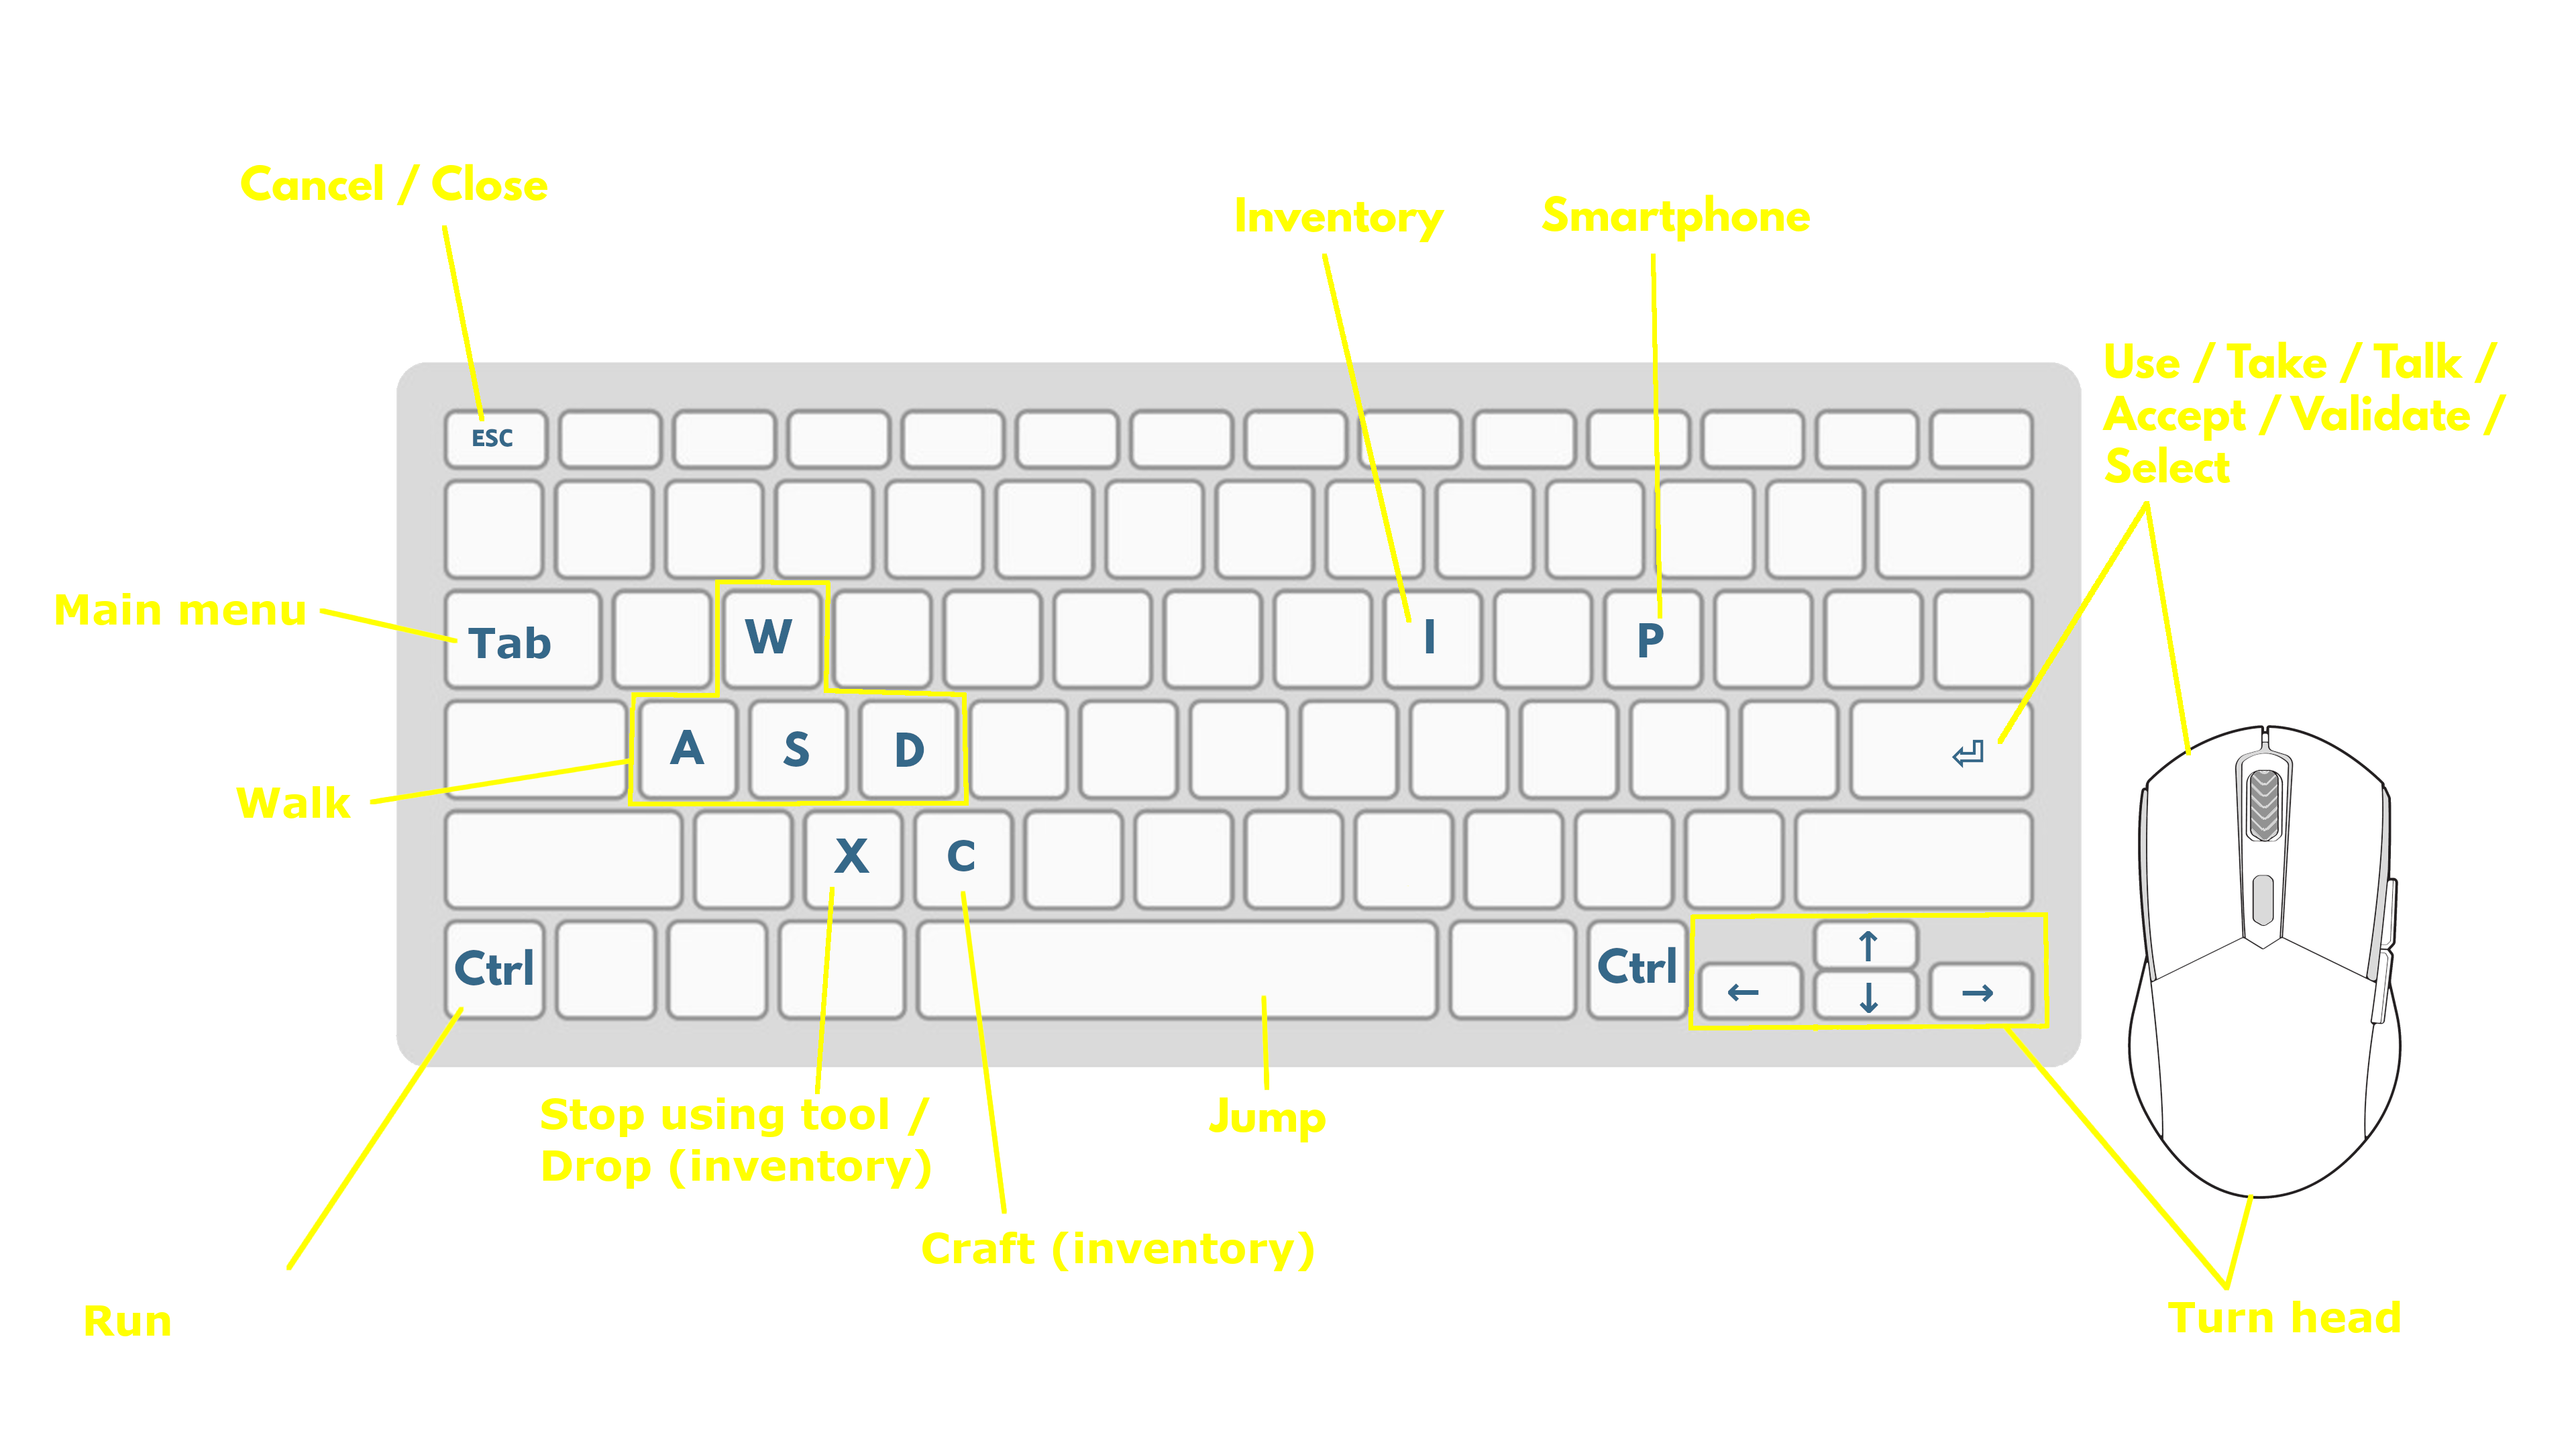 Cancel / Close
Inventory
Smartphone
Use / Take / Talk /
Accept / Validate /
Select
ESC
Main menu
Tab
W
I
P
Walk
A
S
D
⏎
X
C
Ctrl
Ctrl
↑
←
↓
→
Stop using tool /
Drop (inventory)
Jump
Craft (inventory)
Run
Turn head